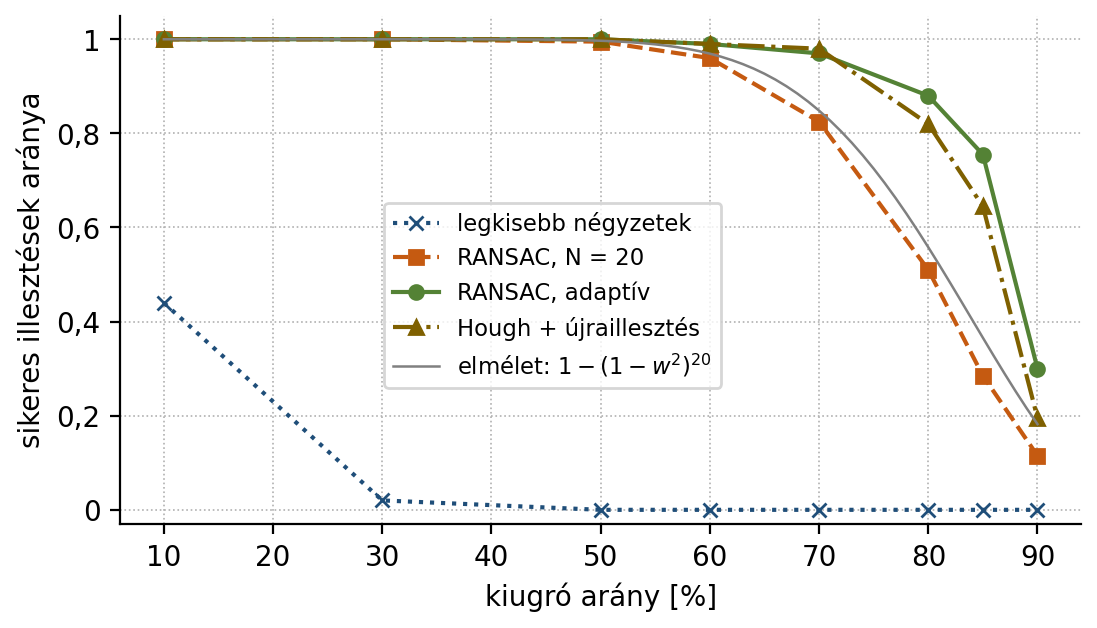 sikeres illesztések aránya
1
0,8
0,6
0,4
0,2
0
legkisebb négyzetek
RANSAC, N = 20
RANSAC, adaptív
Hough + újraillesztés
elmélet: 1 − (1 − w²)²⁰
10 20 30 40 50 60 70 80 90
kiugró arány [%]